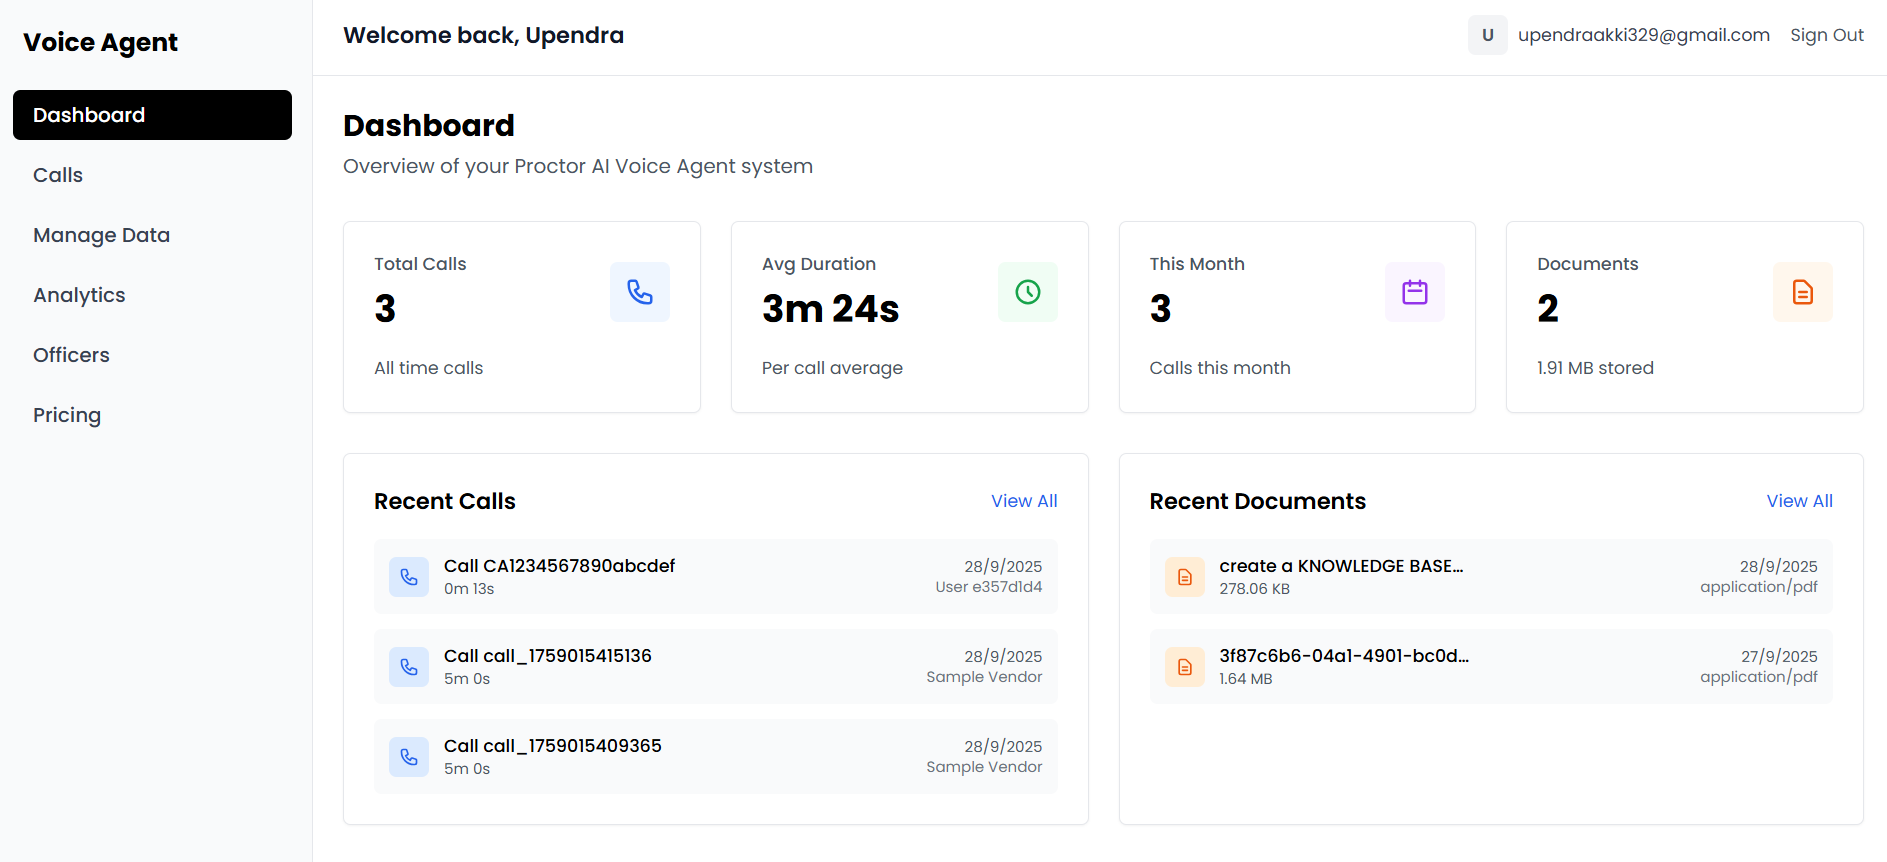 Voice Agent
Dashboard
Calls
Manage Data
Analytics
Officers
Pricing
Welcome back, Upendra
U
upendraakki329@gmail.com
Sign Out
Dashboard
Overview of your Proctor AI Voice Agent system
Total Calls
3
All time calls
Avg Duration
3m 24s
Per call average
This Month
3
Calls this month
Documents
2
1.91 MB stored
Recent Calls
View All
Call CA1234567890abcdef
0m 13s
28/9/2025
User e357d1d4
Call call_1759015415136
5m 0s
28/9/2025
Sample Vendor
Call call_1759015409365
5m 0s
28/9/2025
Sample Vendor
Recent Documents
View All
create a KNOWLEDGE BASE...
278.06 KB
28/9/2025
application/pdf
3f87c6b6-04a1-4901-bc0d...
1.64 MB
27/9/2025
application/pdf